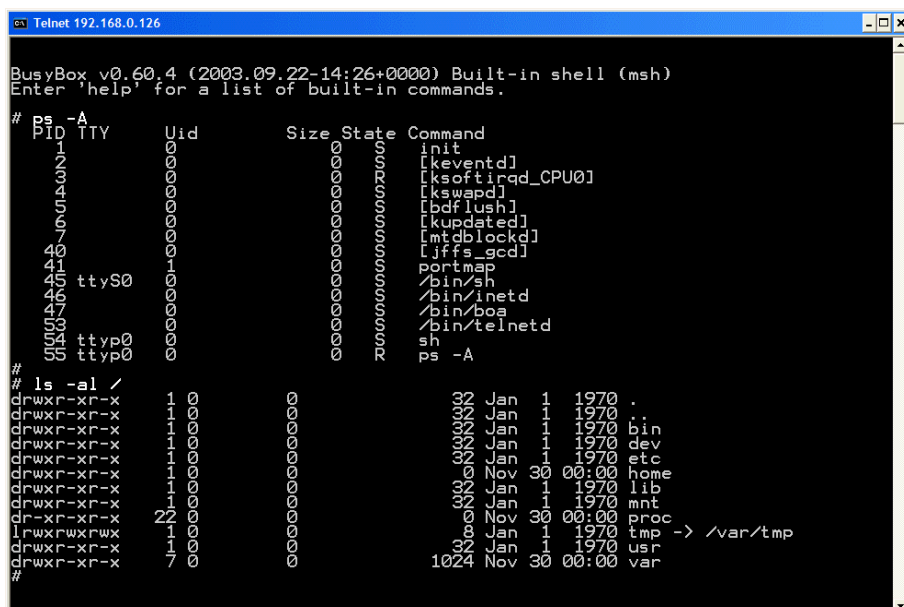 Telnet 192.168.0.126
BusyBox v0.60.4 (2003.09.22-14:26+0000) Built-in shell (msh)
Enter 'help' for a list of built-in commands.
# ps -A
PID TTY Uid Size State Command
1 0 0 S init
2 0 0 S [keventd]
3 0 0 R [ksoftirqd_CPU0]
4 0 0 S [kswapd]
5 0 0 S [bdflush]
6 0 0 S [kupdated]
7 0 0 S [mtdblockd]
40 0 0 S [jffs_gcd]
41 1 0 S portmap
45 ttyS0 0 0 S /bin/sh
46 0 0 S /bin/inetd
47 0 0 S /bin/boa
53 0 0 S /bin/telnetd
54 ttyp0 0 0 S sh
55 ttyp0 0 0 R ps -A
#
# ls -al /
drwxr-xr-x 1 0 0 32 Jan 1 1970 .
drwxr-xr-x 1 0 0 32 Jan 1 1970 ..
drwxr-xr-x 1 0 0 32 Jan 1 1970 bin
drwxr-xr-x 1 0 0 32 Jan 1 1970 dev
drwxr-xr-x 1 0 0 32 Jan 1 1970 etc
drwxr-xr-x 1 0 0 0 Nov 30 00:00 home
drwxr-xr-x 1 0 0 32 Jan 1 1970 lib
drwxr-xr-x 1 0 0 32 Jan 1 1970 mnt
dr-xr-xr-x 22 0 0 0 Nov 30 00:00 proc
lrwxrwxrwx 1 0 0 8 Jan 1 1970 tmp -> /var/tmp
drwxr-xr-x 1 0 0 32 Jan 1 1970 usr
drwxr-xr-x 7 0 0 1024 Nov 30 00:00 var
#